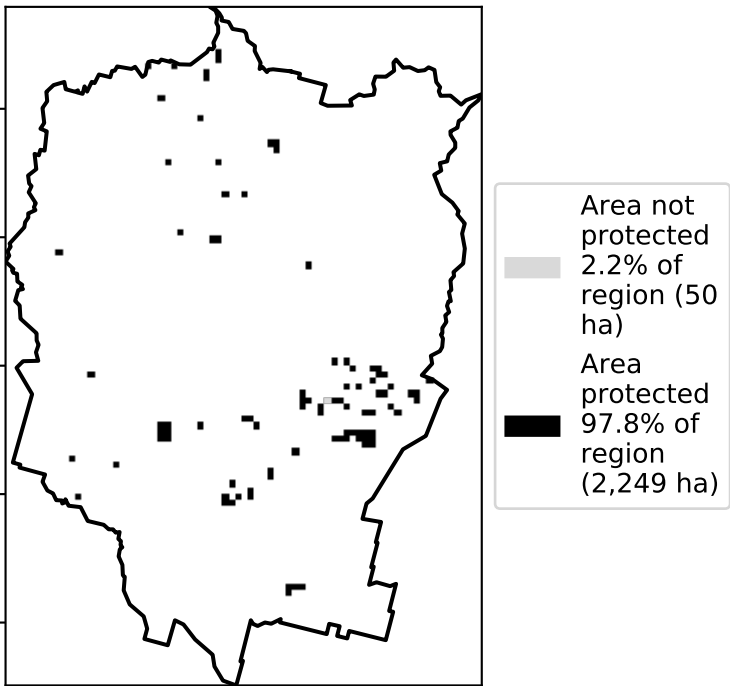 Area not
protected
2.2% of
region (50
ha)
Area
protected
97.8% of
region
(2,249 ha)